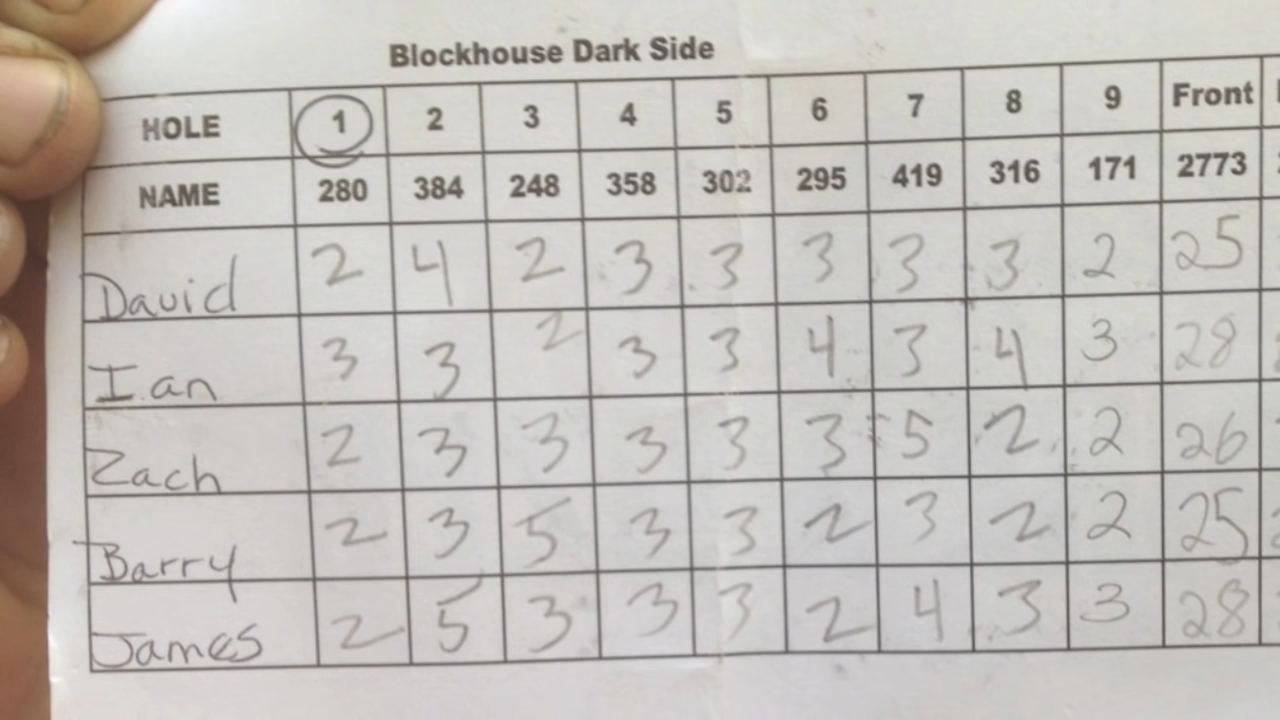 Blockhouse Dark Side
HOLE 1 2 3 4 5 6 7 8 9 Front
NAME 280 384 248 358 302 295 419 316 171 2773
David 2 4 2 3 3 3 3 3 2 25
Ian 3 3 2 3 3 4 3 4 3 28
Zach 2 3 3 3 3 3 5 2 2 26
Barry 2 3 5 3 3 2 3 2 2 25
James 2 5 3 3 3 2 4 3 3 28